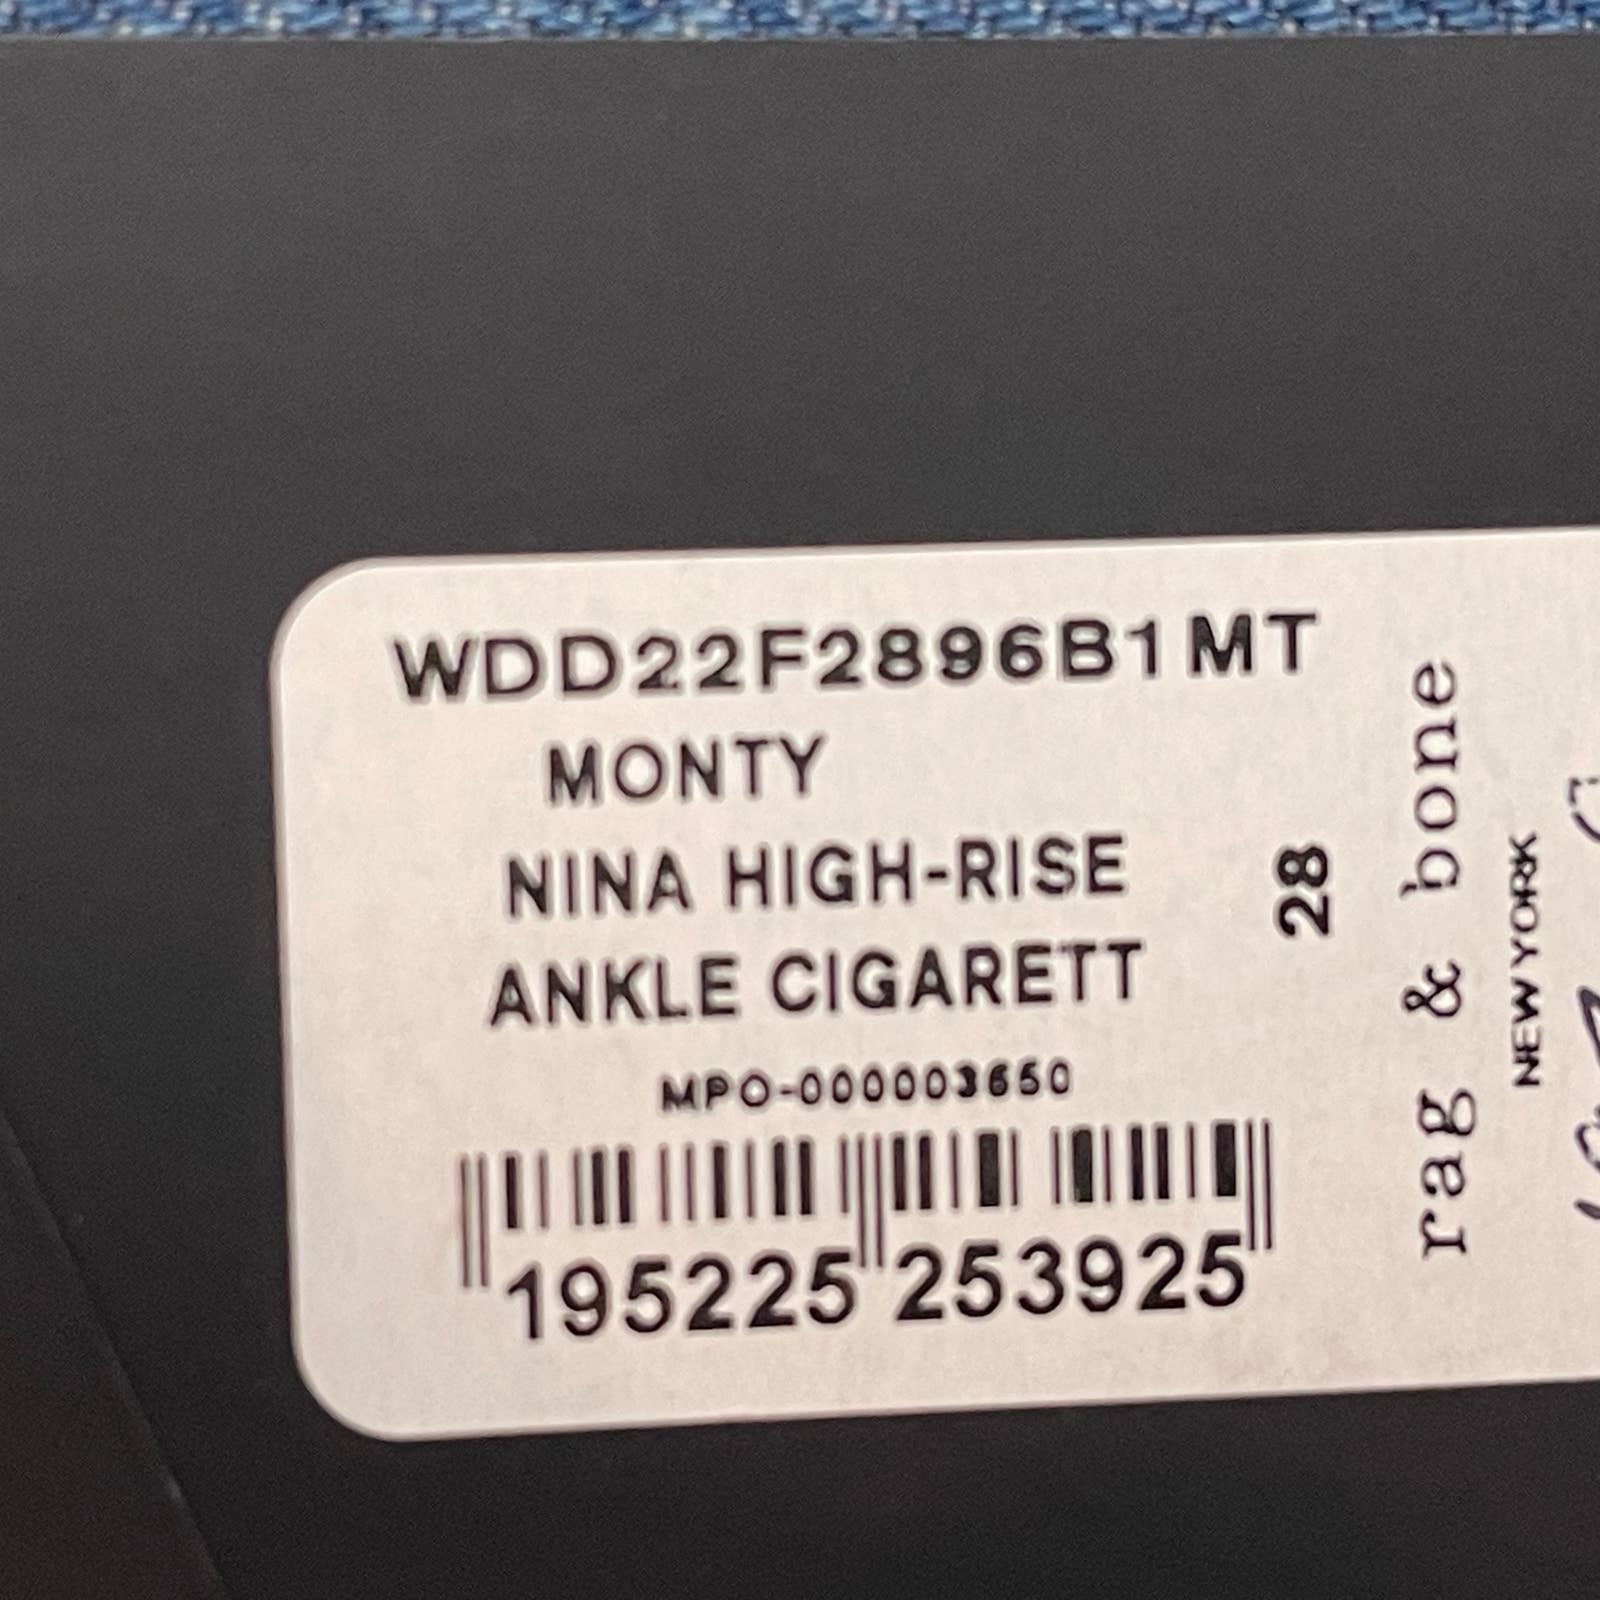 WDD22F2896B1MT
MONTY
NINA HIGH-RISE
ANKLE CIGARETT
MPO-000003650
195225 253925
28
rag & bone
NEW YORK